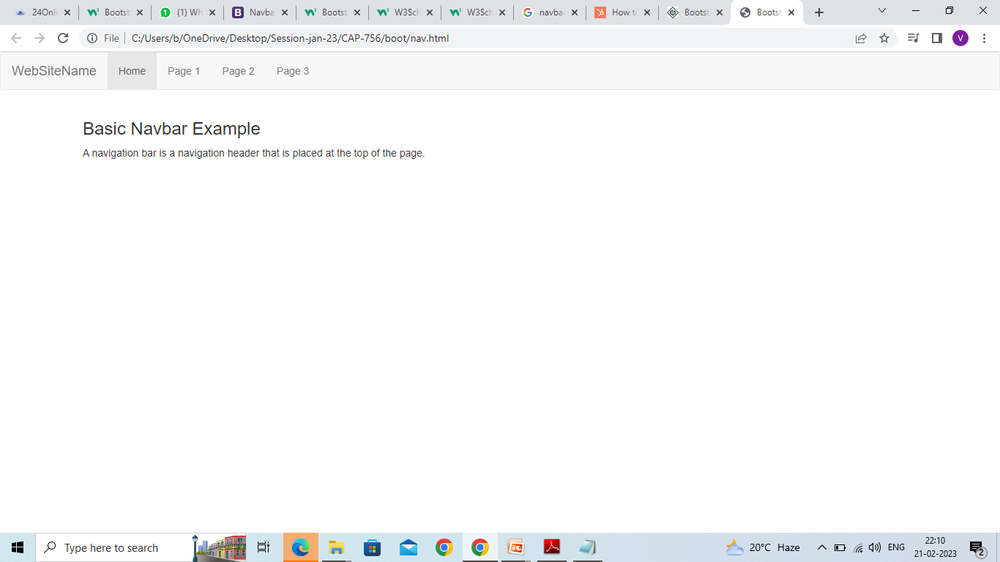 24Onli
Bootst
(1) Wh
Navba
Bootst
W3Sch
W3Sch
navbar
How to
Bootst
Bootst
File
C:/Users/b/OneDrive/Desktop/Session-jan-23/CAP-756/boot/nav.html
V
WebSiteName Home Page 1 Page 2 Page 3
Basic Navbar Example
A navigation bar is a navigation header that is placed at the top of the page.
Type here to search
20°C Haze
ENG
22:10
21-02-2023
2